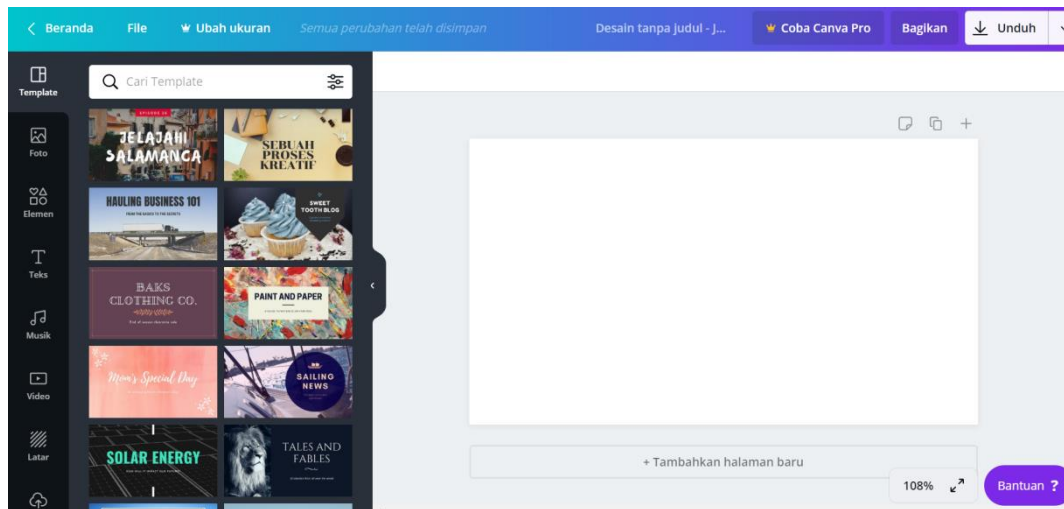 Beranda File Ubah ukuran Semua perubahan telah disimpan Desain tanpa judul - J... Coba Canva Pro Bagikan Unduh
Template
Cari Template
Foto
Elemen
Teks
Musik
Video
Latar
EPISODE
JELAJAHI
SALAMANCA
SEBUAH
PROSES
KREATIF
HAULING BUSINESS 101
SWEET
TOOTH BLOG
BAKS
CLOTHING CO.
PAINT AND PAPER
Mom's Special Day
SAILING
NEWS
SOLAR ENERGY
TALES AND
FABLES
+ Tambahkan halaman baru
108%
Bantuan ?